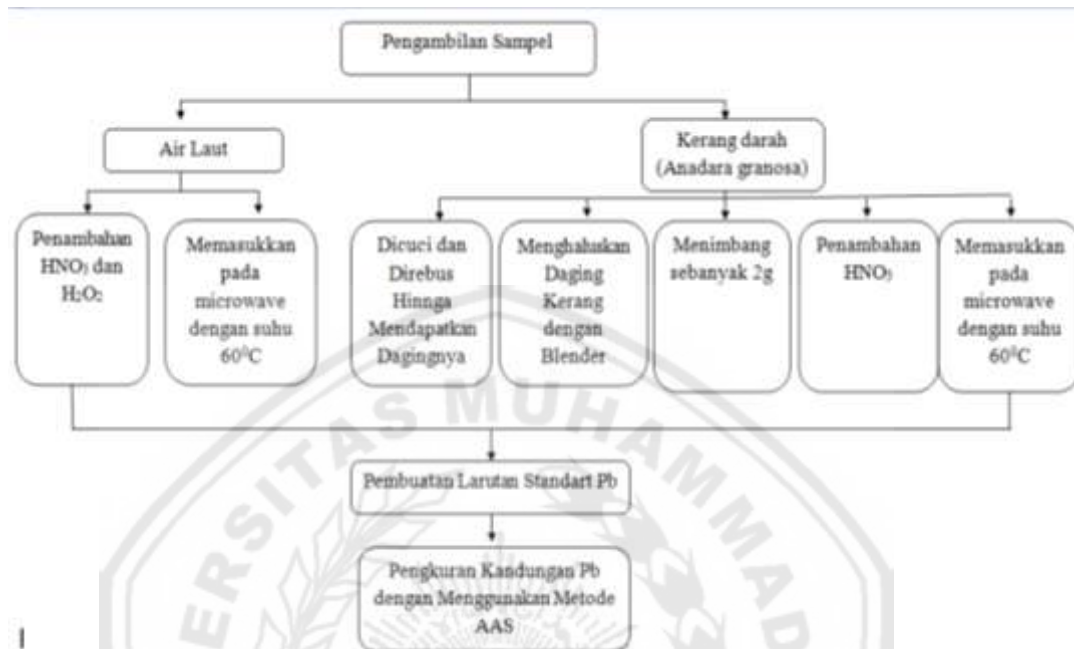 Pengambilan Sampel
Air Laut
Kerang darah
(Anadara granosa)
Penambahan
HNO₃ dan
H₂O₂
Memasukkan
pada
microwave
dengan suhu
60⁰C
Dicuci dan
Direbus
Hinnga
Mendapatkan
Dagingnya
Menghaluskan
Daging
Kerang
dengan
Blender
Menimbang
sebanyak 2g
Penambahan
HNO₃
Memasukkan
pada
microwave
dengan suhu
60⁰C
Pembuatan Larutan Standart Pb
Pengkuran Kandungan Pb
dengan Menggunakan Metode
AAS
ERSITAS MUHAMMAD